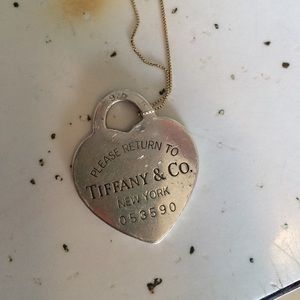 PLEASE RETURN TO
TIFFANY & CO.
NEW YORK
053590